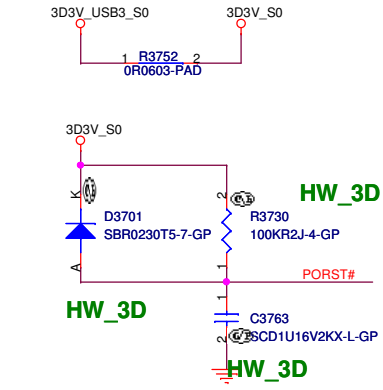 3D3V_USB3_S0 3D3V_S0
1 R3752 2
0R0603-PAD
3D3V_S0
K
D3701
SBR0230T5-7-GP
A
2
R3730
100KR2J-4-GP
1
HW_3D
PORST#
HW_3D
1
C3763
SCD1U16V2KX-L-GP
2
HW_3D